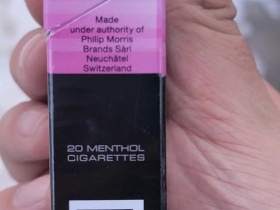 Made
under authority of
Philip Morris
Brands Sàrl
Neuchâtel
Switzerland
20 MENTHOL
CIGARETTES